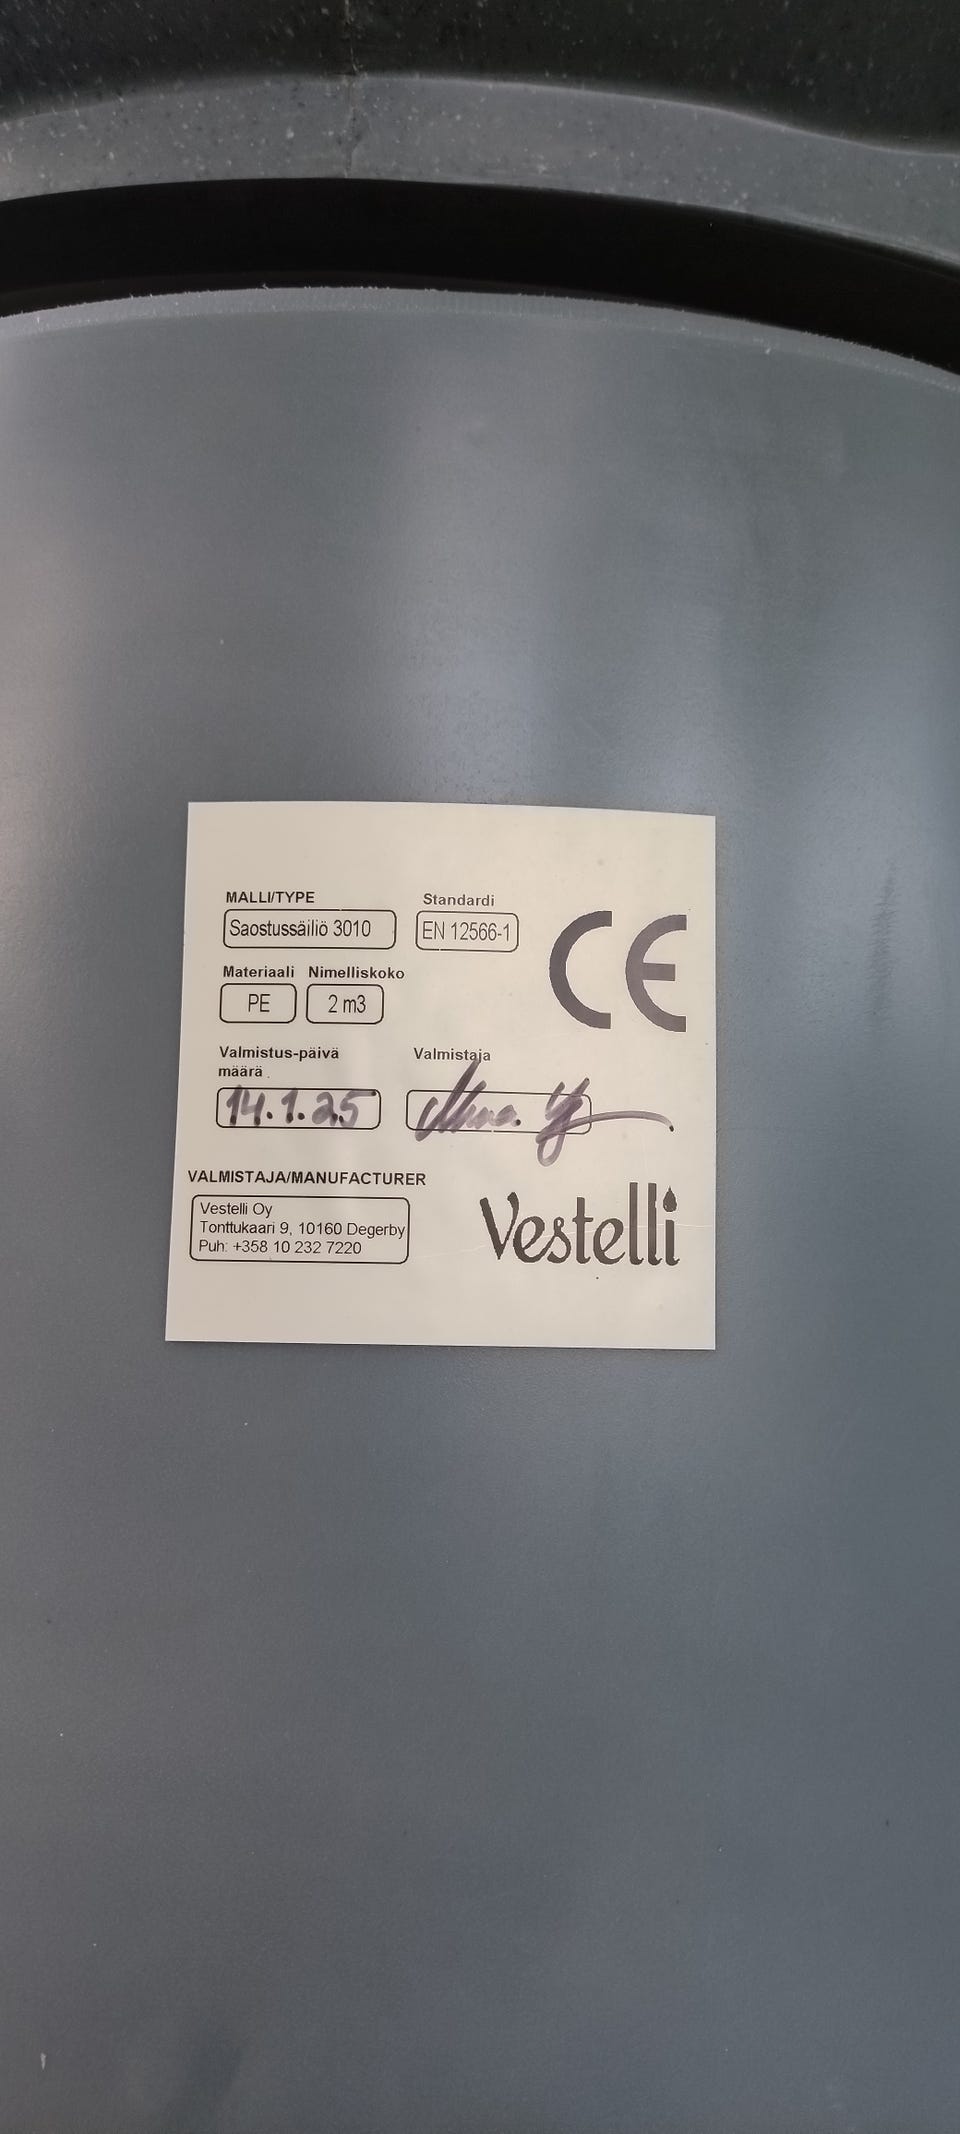 MALLI/TYPE
Standardi
Saostussäiliö 3010
EN 12566-1
CE
Materiaali
Nimelliskoko
PE
2 m3
Valmistus-päivä
määrä
Valmistaja
14.1.25
VALMISTAJA/MANUFACTURER
Vestelli Oy
Tonttukaari 9, 10160 Degerby
Puh: +358 10 232 7220
Vestelli